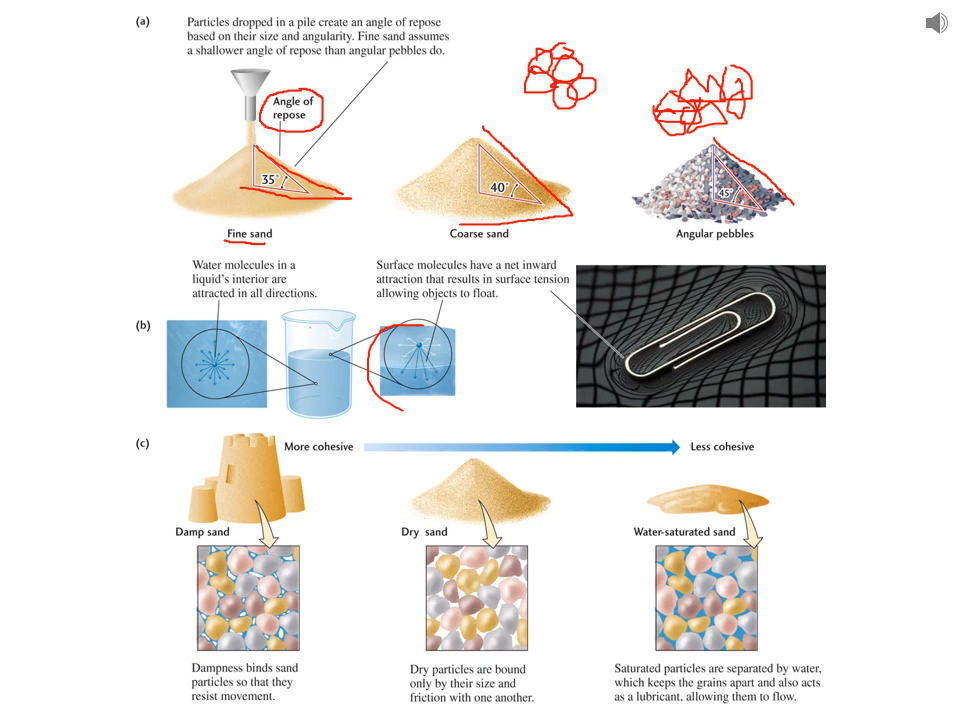 (a)
Particles dropped in a pile create an angle of repose
based on their size and angularity. Fine sand assumes
a shallower angle of repose than angular pebbles do.
Angle of
repose
35°
40°
45°
Fine sand
Coarse sand
Angular pebbles
Water molecules in a
liquid's interior are
attracted in all directions.
Surface molecules have a net inward
attraction that results in surface tension
allowing objects to float.
(b)
(c)
More cohesive
Less cohesive
Damp sand
Dry sand
Water-saturated sand
Dampness binds sand
particles so that they
resist movement.
Dry particles are bound
only by their size and
friction with one another.
Saturated particles are separated by water,
which keeps the grains apart and also acts
as a lubricant, allowing them to flow.